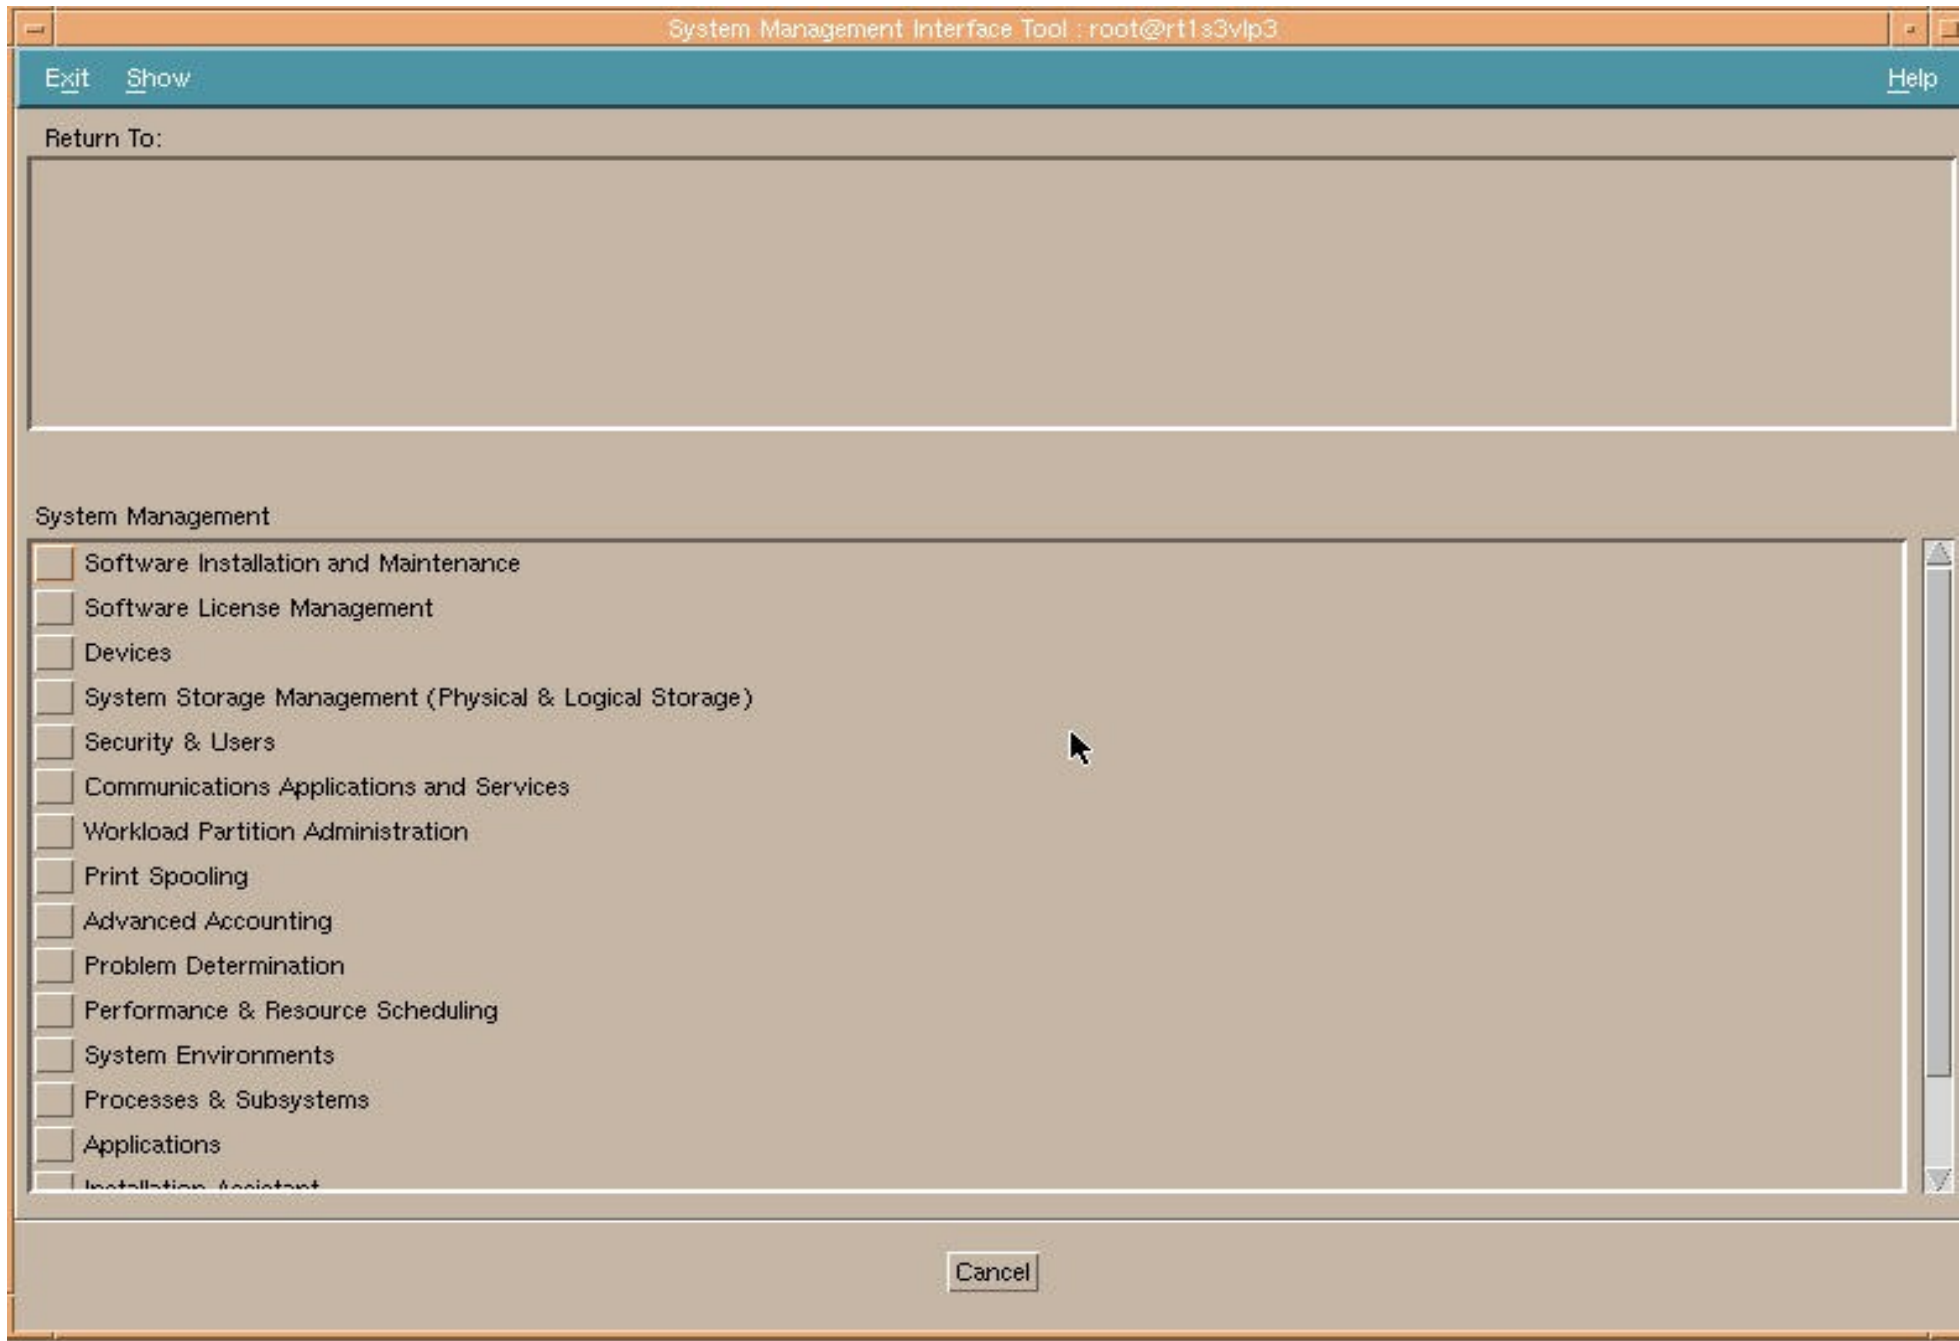 System Management Interface Tool : root@rt1s3vlp3
Exit Show Help
Return To:
System Management
Software Installation and Maintenance
Software License Management
Devices
System Storage Management (Physical & Logical Storage)
Security & Users
Communications Applications and Services
Workload Partition Administration
Print Spooling
Advanced Accounting
Problem Determination
Performance & Resource Scheduling
System Environments
Processes & Subsystems
Applications
Installation Assistant
Cancel